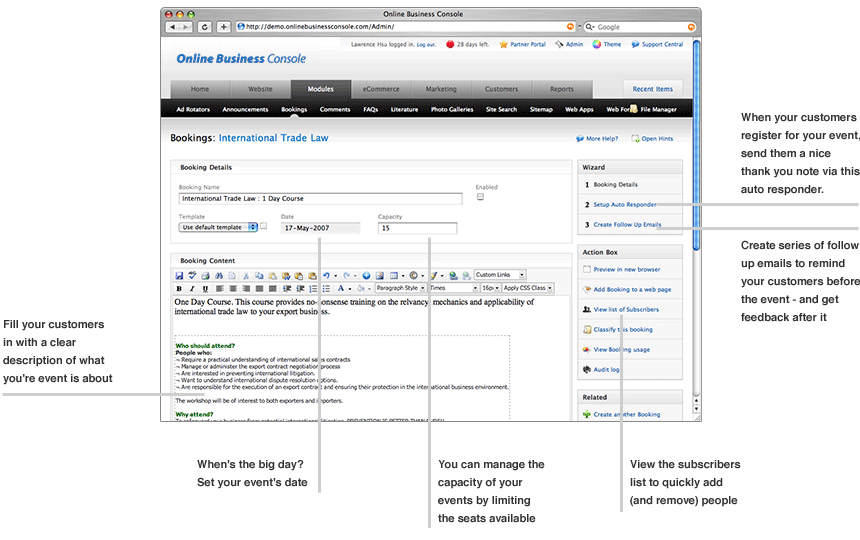 Online Business Console
http://demo.onlinebusinessconsole.com/Admin/
Google
Lawrence Hsu logged in. Log out. 28 days left. Partner Portal Admin Theme Support Central
Online Business Console
Home Website Modules eCommerce Marketing Customers Reports Recent Items
Ad Rotators Announcements Bookings Comments FAQs Literature Photo Galleries Site Search Sitemap Web Apps Web For File Manager
Bookings: International Trade Law
More Help? Open Hints
Booking Details
Booking Name
Enabled
International Trade Law : 1 Day Course
Template Date Capacity
Use default template 17-May-2007 15
Booking Content
Custom Links
B I U Paragraph Style Times 16px Apply CSS Class
One Day Course. This course provides no-nonsense training on the relvancy, mechanics and applicability of
international trade law to your export business.
Who should attend?
People who:
¬ Require a practical understanding of international sales contracts
¬ Manage or administer the export contract negotiation process
¬ Are interested in preventing international litigation.
¬ Want to understand international dispute resolution options.
¬ Are responsible for the execution of an export contract and ensuring their protection in the international business environment.
The workshop will be of interest to both exporters and importers.
Why attend?
Wizard
1 Booking Details
2 Setup Auto Responder
3 Create Follow Up Emails
Action Box
Preview in new browser
Add Booking to a web page
View list of Subscribers
Classify this booking
View Booking usage
Audit log
Related
Create another Booking
When your customers
register for your event,
send them a nice
thank you note via this
auto responder.
Create series of follow
up emails to remind
your customers before
the event - and get
feedback after it
Fill your customers
in with a clear
description of what
you're event is about
When's the big day?
Set your event's date
You can manage the
capacity of your
events by limiting
the seats available
View the subscribers
list to quickly add
(and remove) people